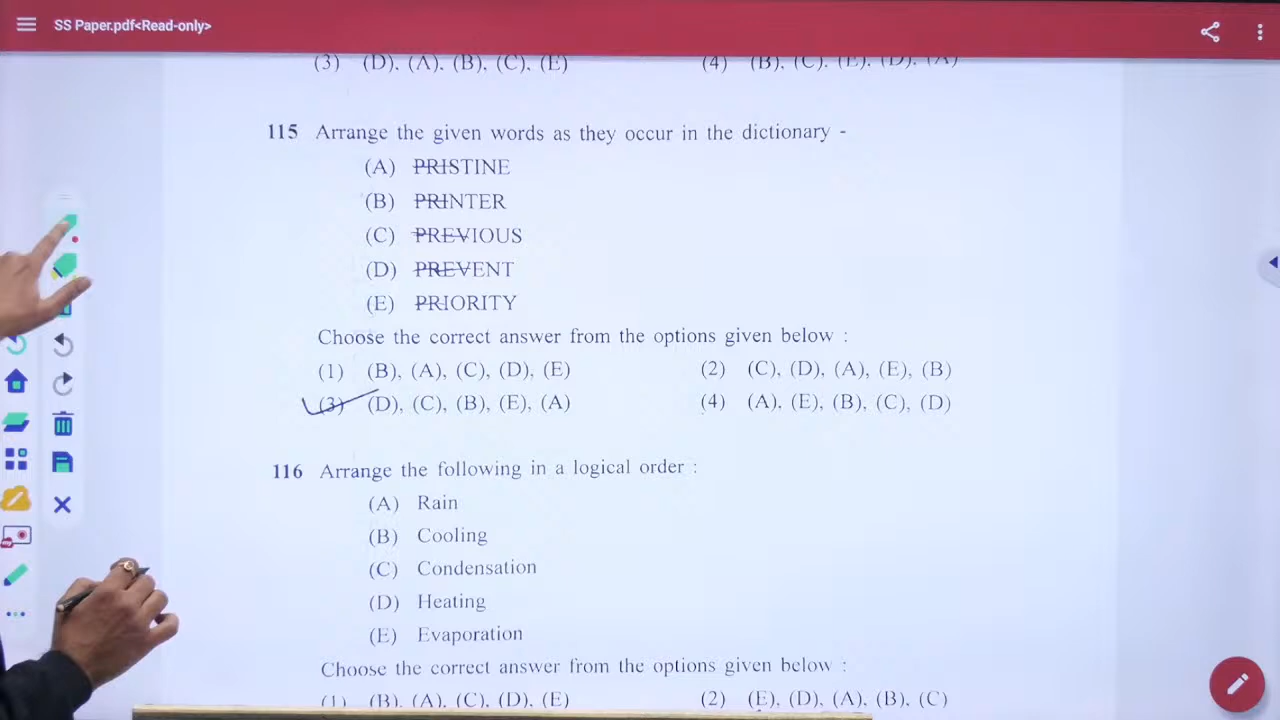 SS Paper.pdf<Read-only>
(3) (D), (A), (B), (C), (E) (4) (B), (C), (E), (D), (A)
115 Arrange the given words as they occur in the dictionary -
(A) PRISTINE
(B) PRINTER
(C) PREVIOUS
(D) PREVENT
(E) PRIORITY
Choose the correct answer from the options given below :
(1) (B), (A), (C), (D), (E) (2) (C), (D), (A), (E), (B)
(3) (D), (C), (B), (E), (A) (4) (A), (E), (B), (C), (D)
116 Arrange the following in a logical order :
(A) Rain
(B) Cooling
(C) Condensation
(D) Heating
(E) Evaporation
Choose the correct answer from the options given below :
(1) (B), (A), (C), (D), (E) (2) (E), (D), (A), (B), (C)